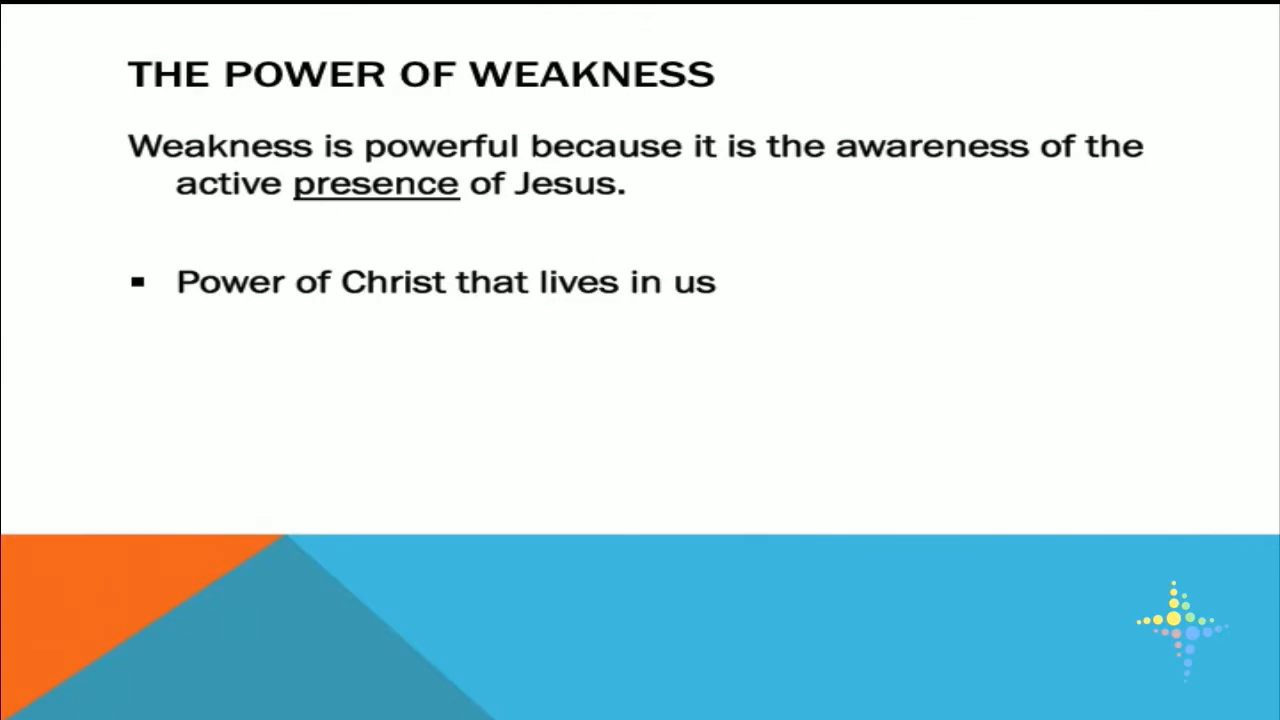 THE POWER OF WEAKNESS
Weakness is powerful because it is the awareness of the
active presence of Jesus.
▪ Power of Christ that lives in us